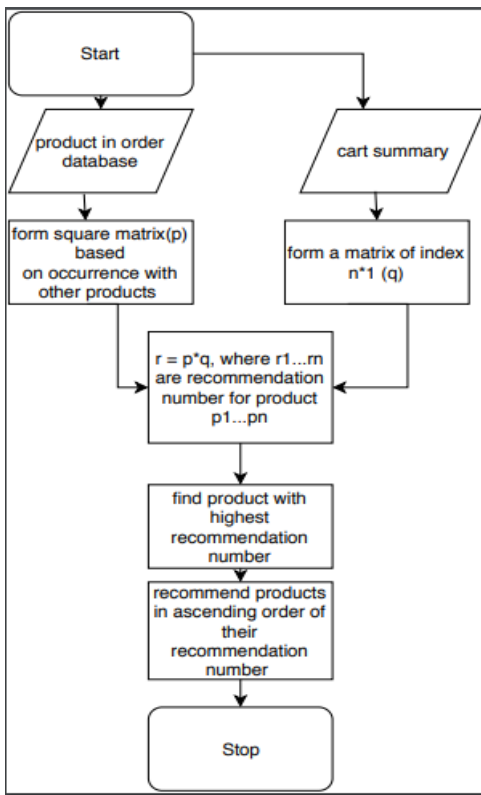 Start
product in order
database
cart summary
form square matrix(p)
based
on occurrence with
other products
form a matrix of index
n*1 (q)
r = p*q, where r1...rn
are recommendation
number for product
p1...pn
find product with
highest
recommendation
number
recommend products
in ascending order of
their
recommendation
number
Stop